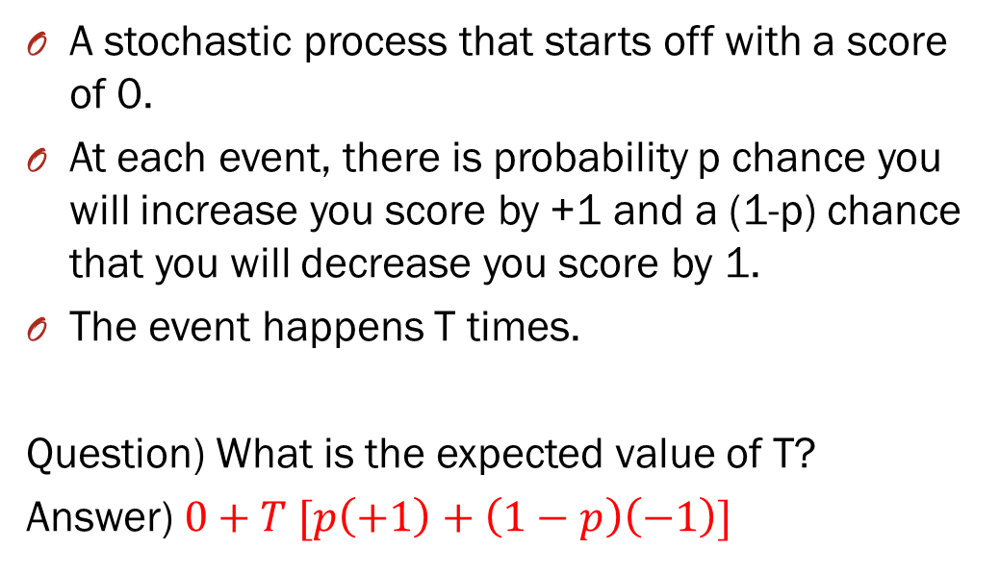 A stochastic process that starts off with a score
of 0.
At each event, there is probability p chance you
will increase you score by +1 and a (1-p) chance
that you will decrease you score by 1.
The event happens T times.
Question) What is the expected value of T?
Answer) 0 + T [p(+1) + (1 − p)(−1)]